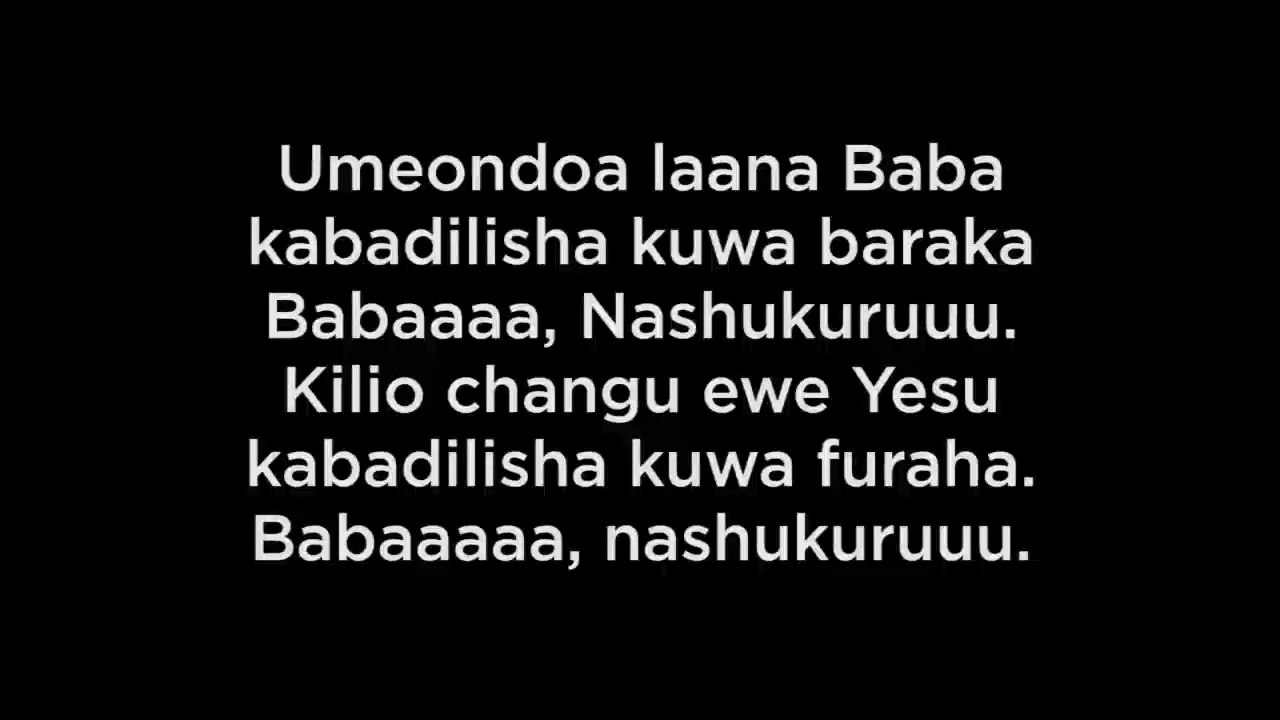 Umeondoa laana Baba
kabadilisha kuwa baraka
Babaaaa, Nashukuruuu.
Kilio changu ewe Yesu
kabadilisha kuwa furaha.
Babaaaaa, nashukuruuu.